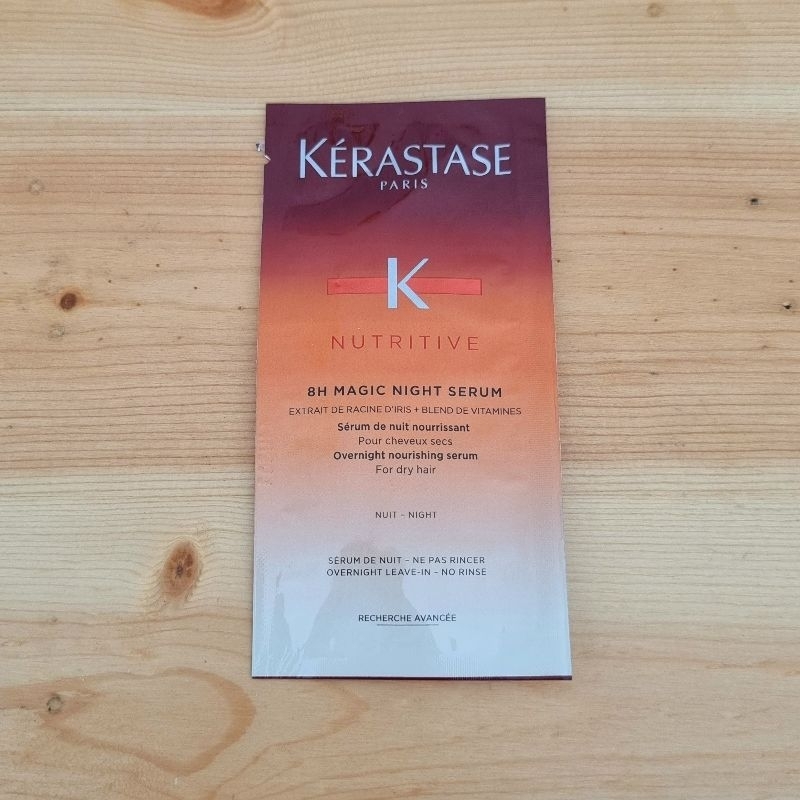 KÉRASTASE
PARIS
K
NUTRITIVE
8H MAGIC NIGHT SERUM
EXTRAIT DE RACINE D'IRIS + BLEND DE VITAMINES
Sérum de nuit nourrissant
Pour cheveux secs
Overnight nourishing serum
For dry hair
NUIT – NIGHT
SÉRUM DE NUIT – NE PAS RINCER
OVERNIGHT LEAVE-IN – NO RINSE
RECHERCHE AVANCÉE